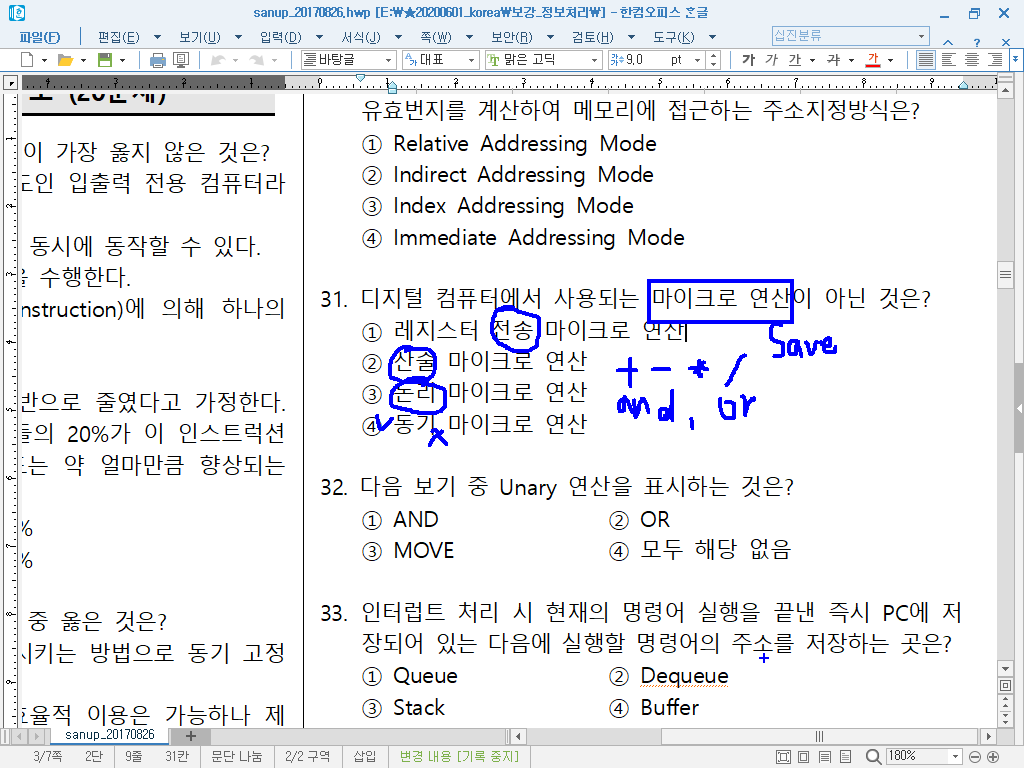 sanup_20170826.hwp [E:₩★20200601_korea₩보강_정보처리₩] - 한컴오피스 한글
파일(F) 편집(E) 보기(U) 입력(D) 서식(J) 쪽(W) 보안(R) 검토(H) 도구(K) 십진분류
바탕글 대표 맑은 고딕 9,0 pt 가 가 가 가 가
4 3 2 1 0 1 2 3 4 5 6 7 8 9
이 가장 옳지 않은 것은?
도인 입출력 전용 컴퓨터라
동시에 동작할 수 있다.
을 수행한다.
nstruction)에 의해 하나의
반으로 줄였다고 가정한다.
들의 20%가 이 인스트럭션
도는 약 얼마만큼 향상되는
%
%
중 옳은 것은?
시키는 방법으로 동기 고정
효율적 이용은 가능하나 제
유효번지를 계산하여 메모리에 접근하는 주소지정방식은?
① Relative Addressing Mode
② Indirect Addressing Mode
③ Index Addressing Mode
④ Immediate Addressing Mode
31. 디지털 컴퓨터에서 사용되는 마이크로 연산이 아닌 것은?
① 레지스터 전송 마이크로 연산
Save
② 산술 마이크로 연산
+ - * /
③ 논리 마이크로 연산
and, or
④ 동기 마이크로 연산
32. 다음 보기 중 Unary 연산을 표시하는 것은?
① AND ② OR
③ MOVE ④ 모두 해당 없음
33. 인터럽트 처리 시 현재의 명령어 실행을 끝낸 즉시 PC에 저
장되어 있는 다음에 실행할 명령어의 주소를 저장하는 곳은?
① Queue ② Dequeue
③ Stack ④ Buffer
sanup_20170826
3/7쪽 2단 9줄 31칸 문단 나눔 2/2 구역 삽입 변경 내용 [기록 중지] 180%